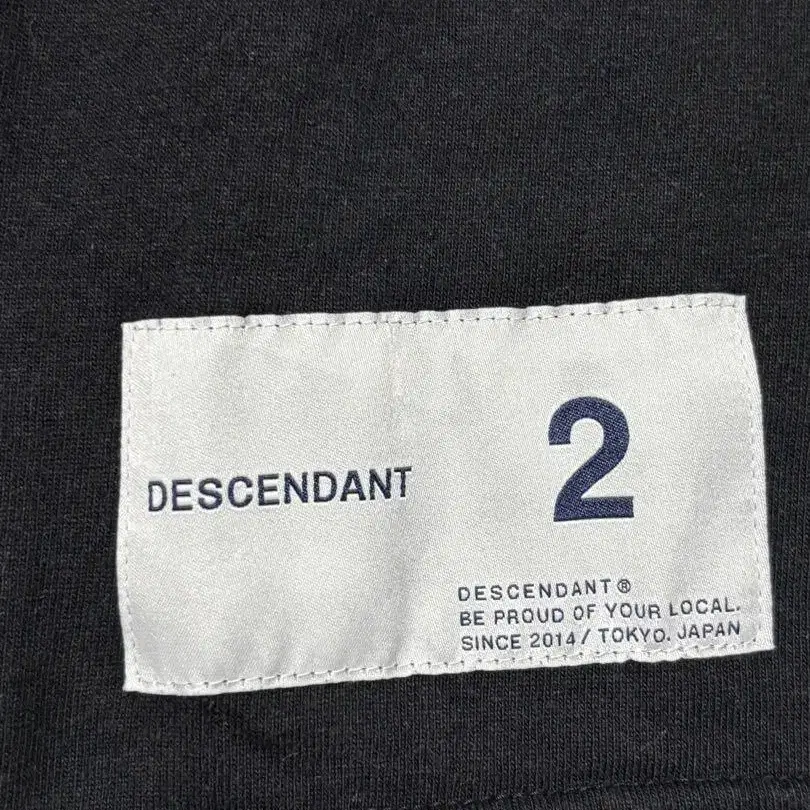 DESCENDANT
2
DESCENDANT®
BE PROUD OF YOUR LOCAL.
SINCE 2014 / TOKYO. JAPAN